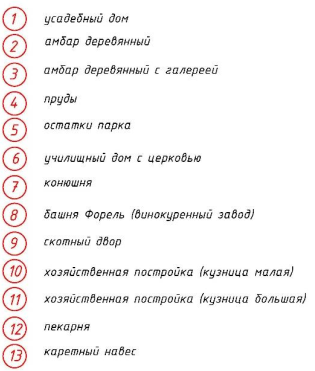 1 усадебный дом
2 амбар деревянный
3 амбар деревянный с галереей
4 пруды
5 остатки парка
6 училищный дом с церковью
7 конюшня
8 башня Форель (винокуренный завод)
9 скотный двор
10 хозяйственная постройка (кузница малая)
11 хозяйственная постройка (кузница большая)
12 пекарня
13 каретный навес